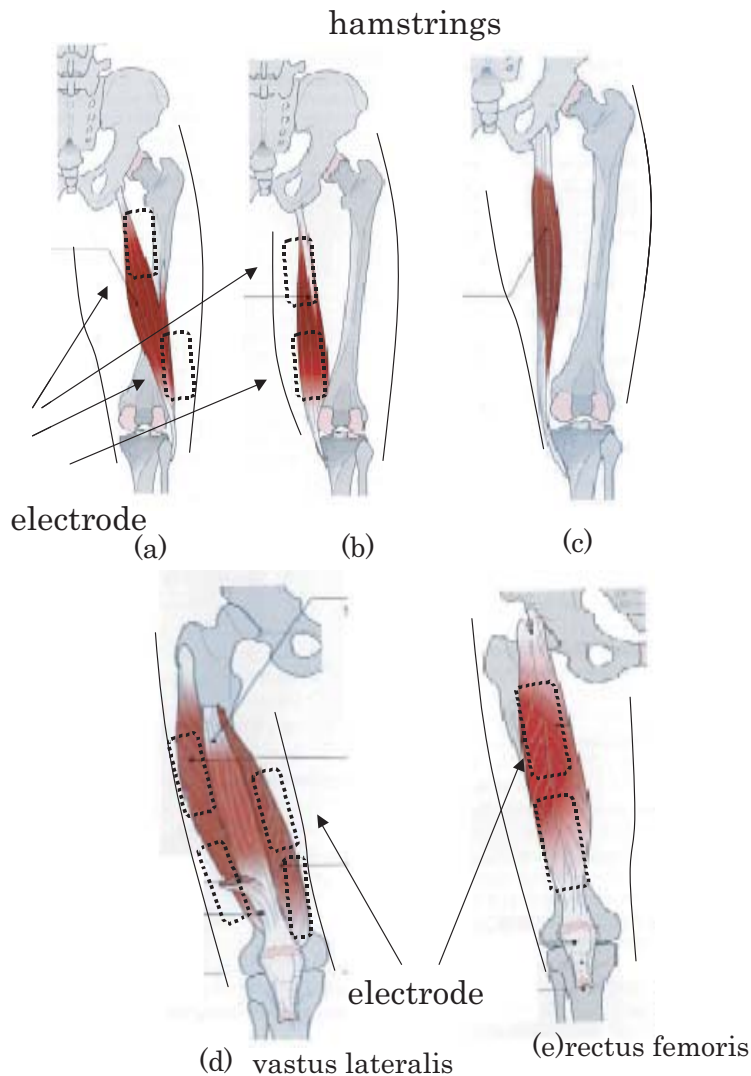 hamstrings
electrode
(a)
(b)
(c)
electrode
(d) vastus lateralis
(e)rectus femoris